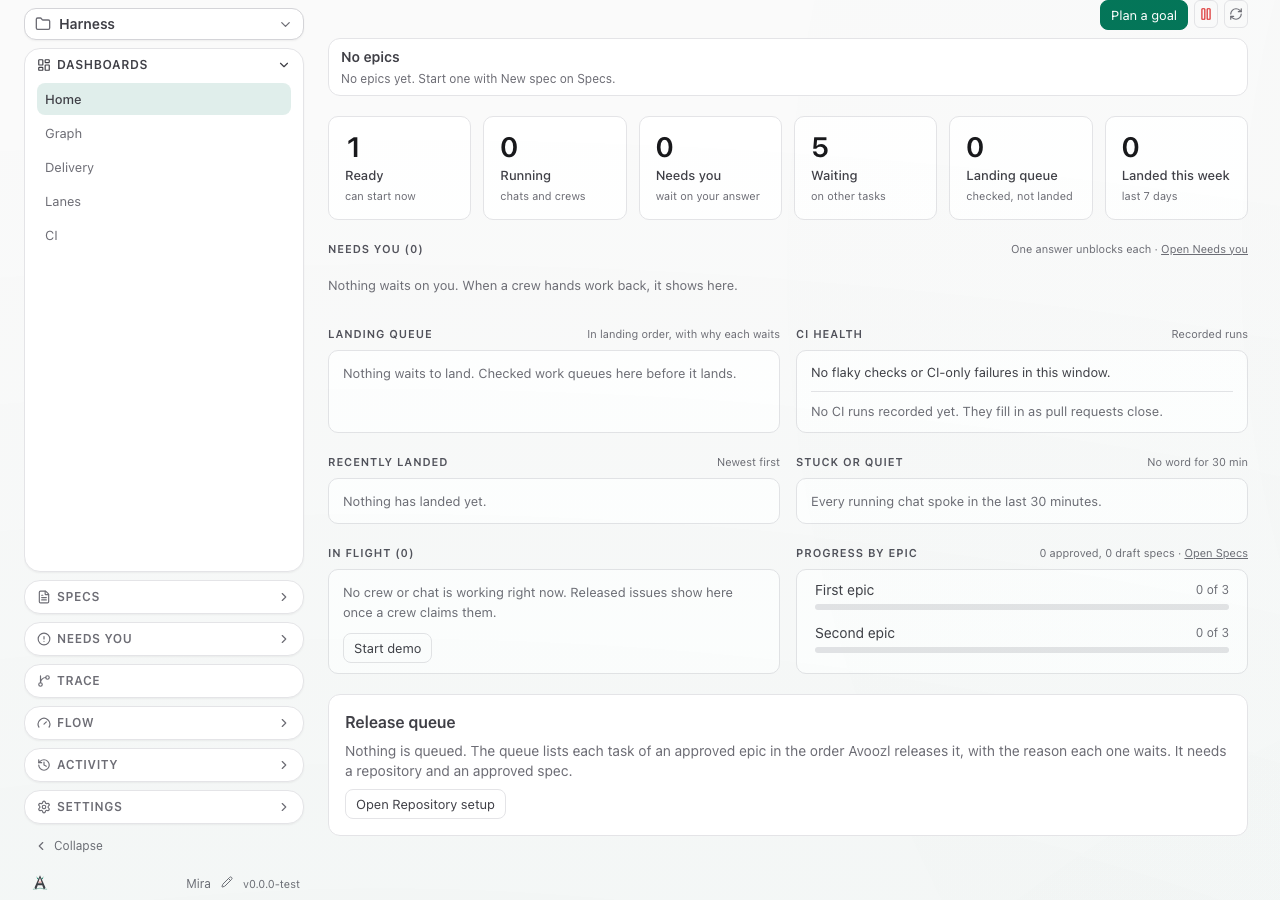 Harness
DASHBOARDS
Home
Graph
Delivery
Lanes
CI
SPECS
NEEDS YOU
TRACE
FLOW
ACTIVITY
SETTINGS
Collapse
Mira v0.0.0-test
Plan a goal
No epics
No epics yet. Start one with New spec on Specs.
1
Ready
can start now
0
Running
chats and crews
0
Needs you
wait on your answer
5
Waiting
on other tasks
0
Landing queue
checked, not landed
0
Landed this week
last 7 days
NEEDS YOU (0)
One answer unblocks each · Open Needs you
Nothing waits on you. When a crew hands work back, it shows here.
LANDING QUEUE
In landing order, with why each waits
Nothing waits to land. Checked work queues here before it lands.
CI HEALTH
Recorded runs
No flaky checks or CI-only failures in this window.
No CI runs recorded yet. They fill in as pull requests close.
RECENTLY LANDED
Newest first
Nothing has landed yet.
STUCK OR QUIET
No word for 30 min
Every running chat spoke in the last 30 minutes.
IN FLIGHT (0)
No crew or chat is working right now. Released issues show here
once a crew claims them.
Start demo
PROGRESS BY EPIC
0 approved, 0 draft specs · Open Specs
First epic 0 of 3
Second epic 0 of 3
Release queue
Nothing is queued. The queue lists each task of an approved epic in the order Avoozl releases it, with the reason each one waits. It needs
a repository and an approved spec.
Open Repository setup